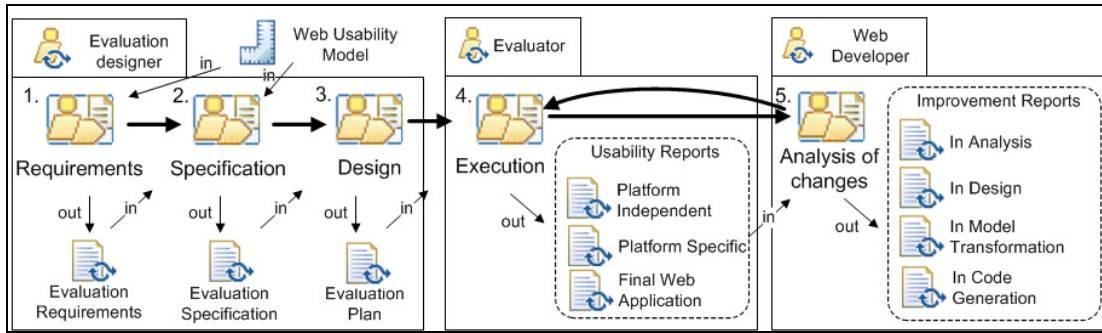 Evaluation
designer
Web Usability
Model
in
in
1.
Requirements
2.
Specification
3.
Design
out
in
out
in
out
in
Evaluation
Requirements
Evaluation
Specification
Evaluation
Plan
Evaluator
4.
Execution
out
Usability Reports
Platform
Independent
Platform Specific
Final Web
Application
in
Web
Developer
5.
Analysis of
changes
out
Improvement Reports
In Analysis
In Design
In Model
Transformation
In Code
Generation